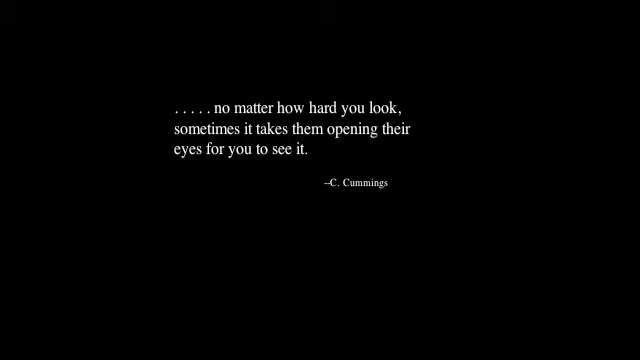 . . . . . no matter how hard you look,
sometimes it takes them opening their
eyes for you to see it.
--C. Cummings